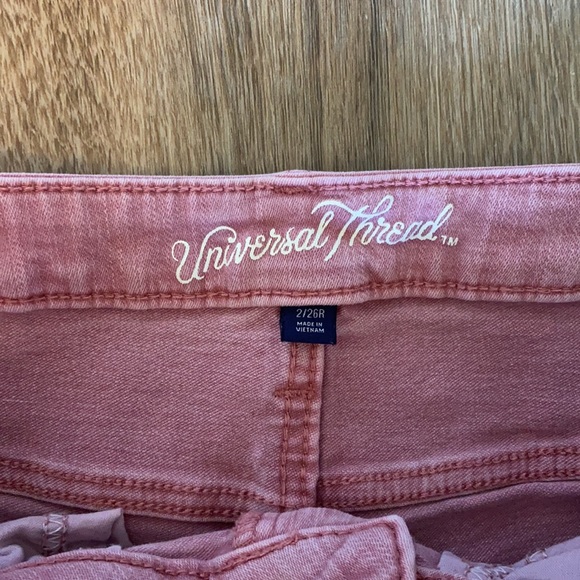 Universal Thread™
2/26R
MADE IN
VIETNAM